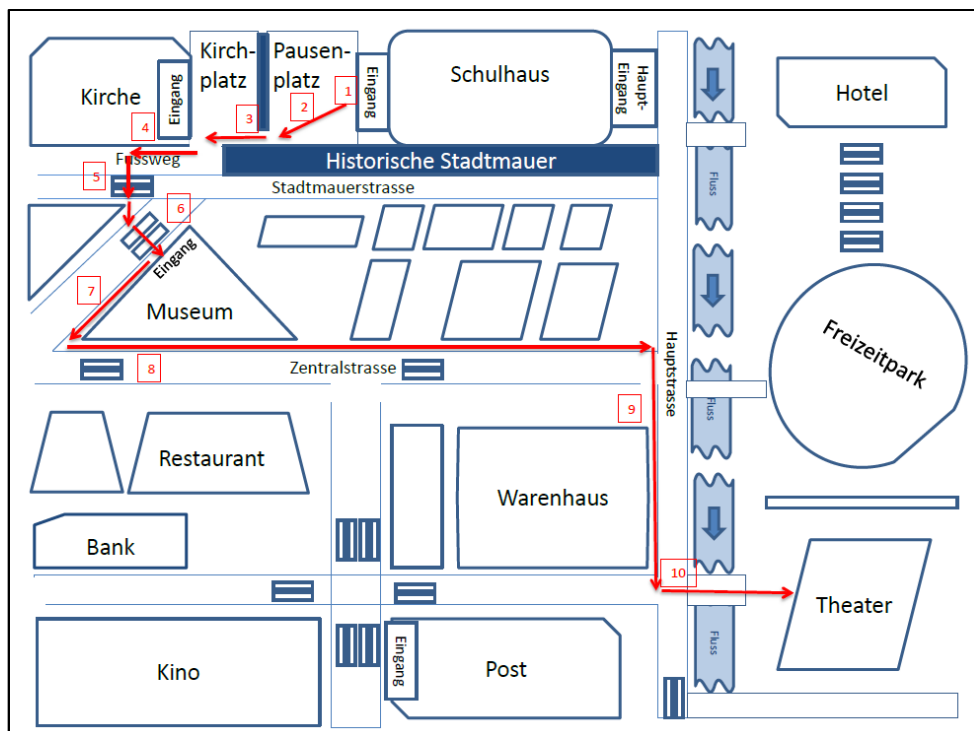 Kirche
Eingang
Kirch-
platz
Pausen-
platz
Eingang
Schulhaus
Haupt-
Eingang
Hotel
1
2
3
4
Historische Stadtmauer
Fussweg
Stadtmauerstrasse
Fluss
5
6
Eingang
7
Museum
Freizeitpark
Hauptstrasse
8
Zentralstrasse
Fluss
9
Restaurant
Warenhaus
Bank
10
Theater
Fluss
Kino
Eingang
Post